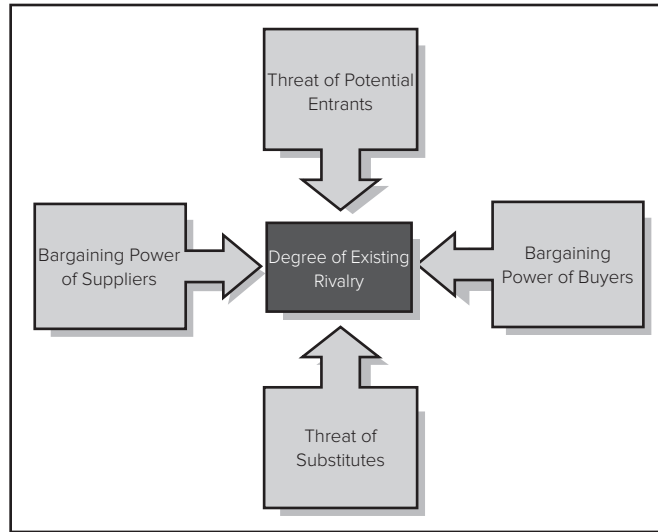 Threat of Potential
Entrants
Bargaining Power
of Suppliers
Degree of Existing
Rivalry
Bargaining
Power of Buyers
Threat of
Substitutes